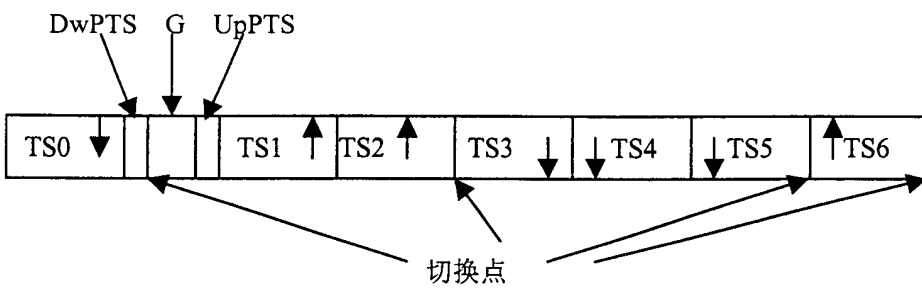 DwPTS G UpPTS
TS0 TS1 TS2 TS3 TS4 TS5 TS6
切换点